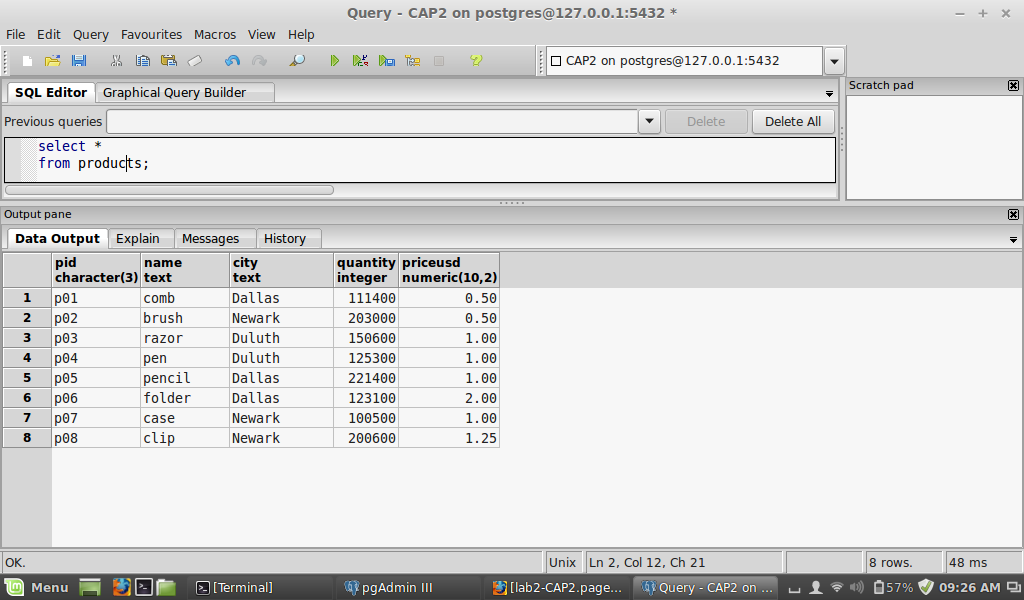 Query - CAP2 on postgres@127.0.0.1:5432 *
File Edit Query Favourites Macros View Help
CAP2 on postgres@127.0.0.1:5432
SQL Editor Graphical Query Builder
Scratch pad
Previous queries Delete Delete All
select *
from products;
Output pane
Data Output Explain Messages History
pid name city quantity priceusd
character(3) text text integer numeric(10,2)
1 p01 comb Dallas 111400 0.50
2 p02 brush Newark 203000 0.50
3 p03 razor Duluth 150600 1.00
4 p04 pen Duluth 125300 1.00
5 p05 pencil Dallas 221400 1.00
6 p06 folder Dallas 123100 2.00
7 p07 case Newark 100500 1.00
8 p08 clip Newark 200600 1.25
OK. Unix Ln 2, Col 12, Ch 21 8 rows. 48 ms
Menu [Terminal] pgAdmin III [lab2-CAP2.page... Query - CAP2 on ... 57% 09:26 AM